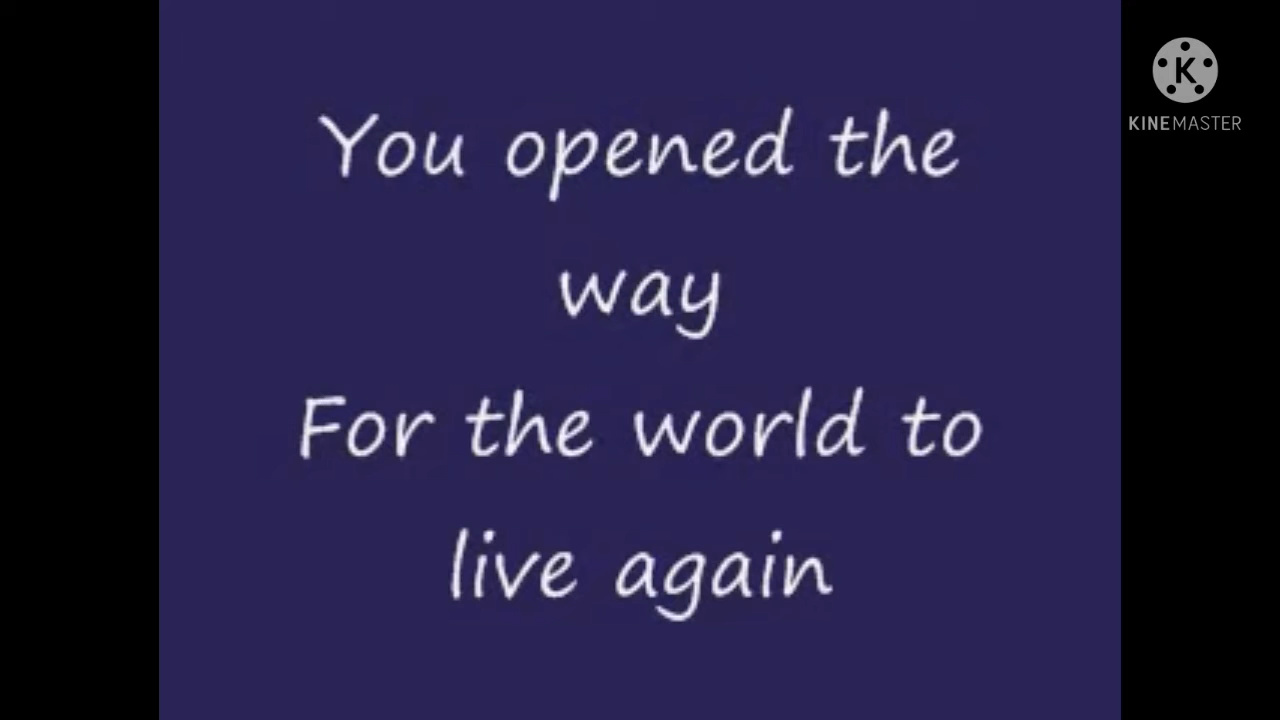 You opened the
way
For the world to
live again
K
KINEMASTER